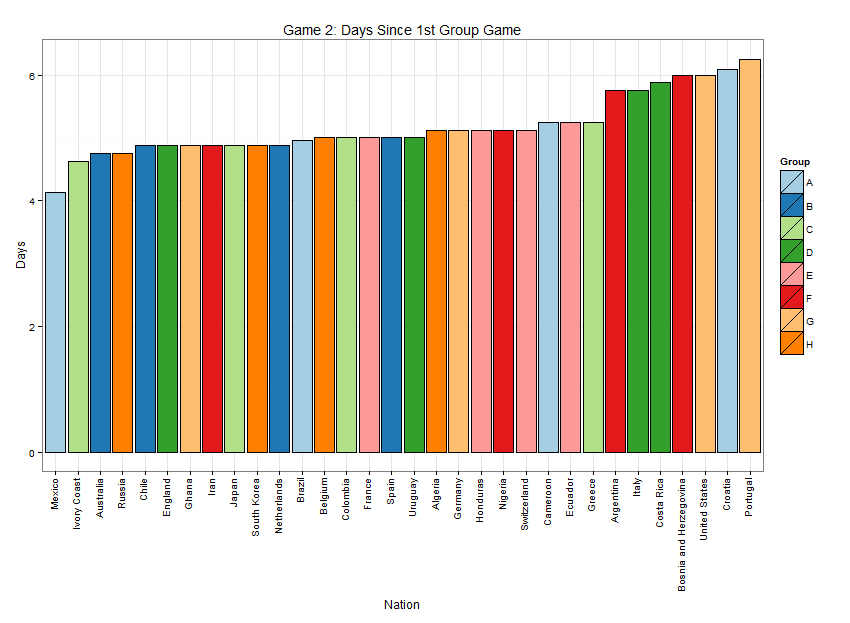 Game 2: Days Since 1st Group Game
Days
6
4
2
0
Mexico
Ivory Coast
Australia
Russia
Chile
England
Ghana
Iran
Japan
South Korea
Netherlands
Brazil
Belgium
Colombia
France
Spain
Uruguay
Algeria
Germany
Honduras
Nigeria
Switzerland
Cameroon
Ecuador
Greece
Argentina
Italy
Costa Rica
Bosnia and Herzegovina
United States
Croatia
Portugal
Nation
Group
A
B
C
D
E
F
G
H